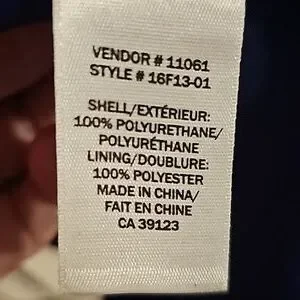 VENDOR # 11061
STYLE # 16F13-01
SHELL/EXTÉRIEUR:
100% POLYURETHANE/
POLYURÉTHANE
LINING/DOUBLURE:
100% POLYESTER
MADE IN CHINA/
FAIT EN CHINE
CA 39123